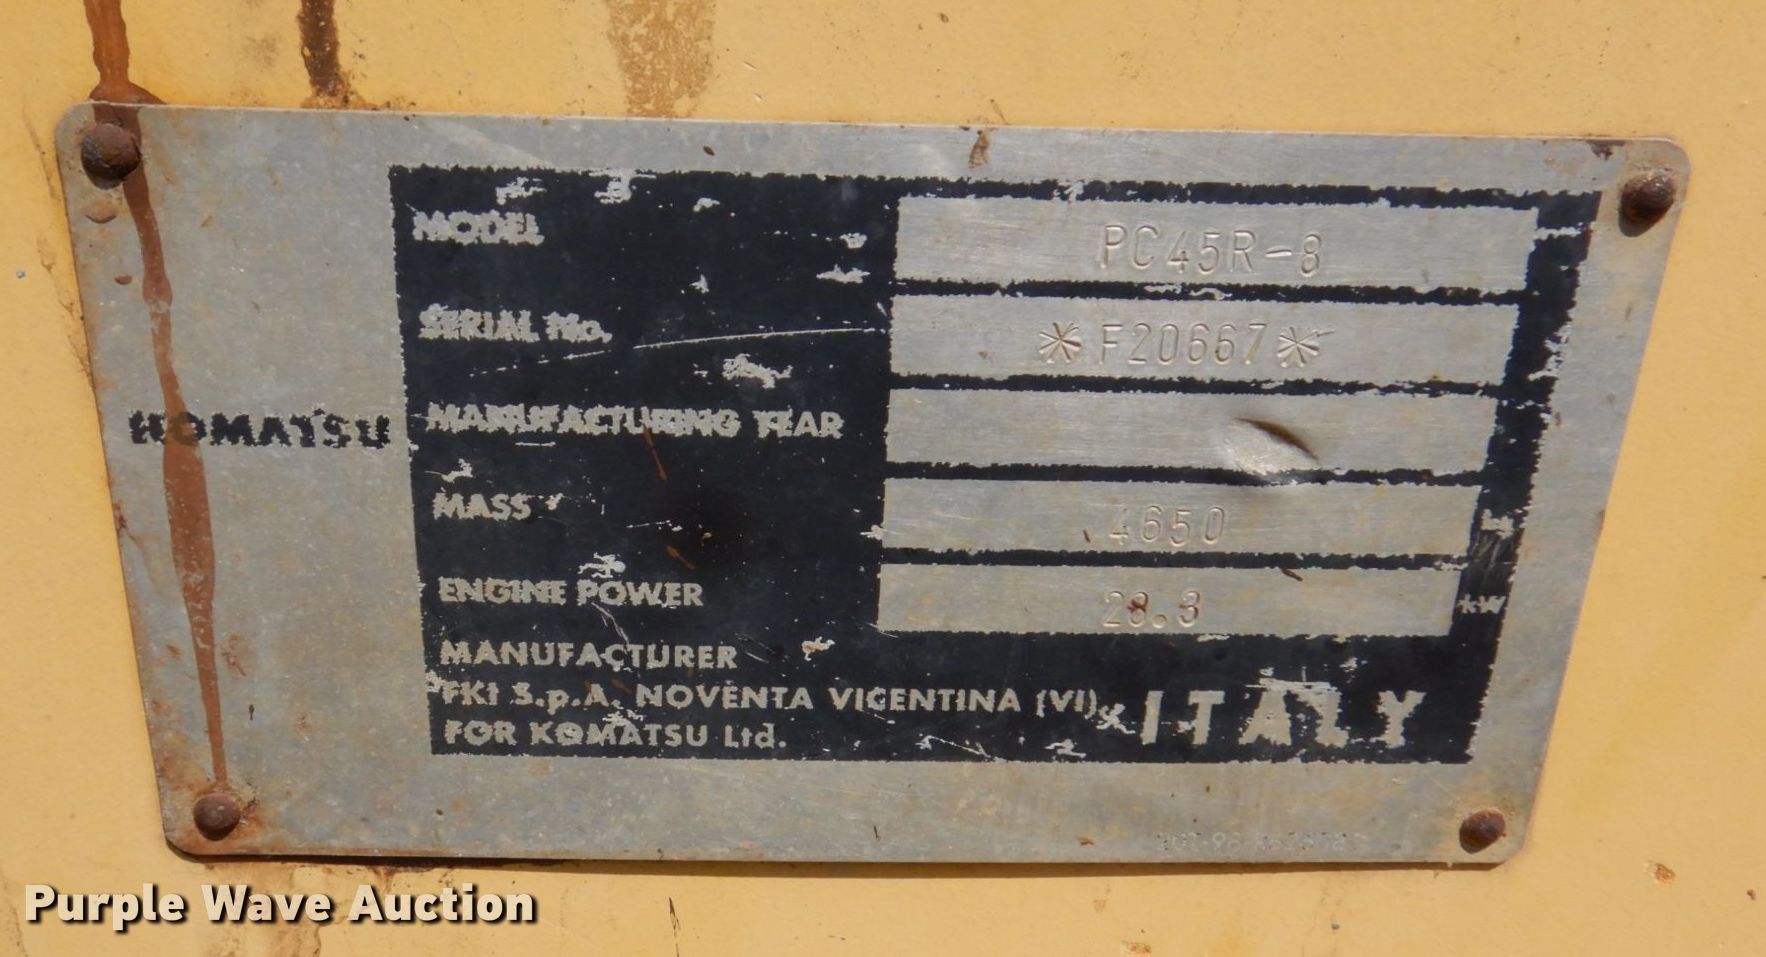 KOMATSU
MODEL PC45R-8
SERIAL No. *F20667*
MANUFACTURING YEAR
MASS 4650 kg
ENGINE POWER 28.3 kW
MANUFACTURER
FKI S.p.A. NOVENTA VICENTINA (VI)
FOR KOMATSU Ltd.
ITALY
Purple Wave Auction